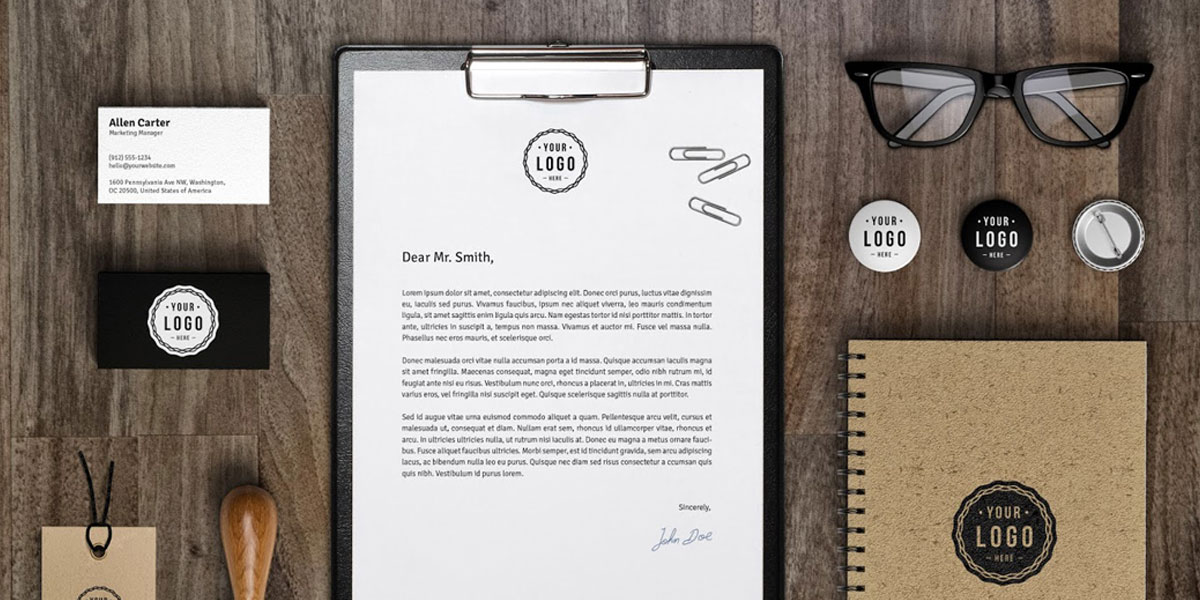 Allen Carter
Marketing Manager
(912) 555-1234
hello@yourwebsite.com
1600 Pennsylvania Ave NW, Washington,
DC 20500, United States of America
• YOUR •
LOGO
– HERE –
• YOUR •
LOGO
– HERE –
Dear Mr. Smith,
Lorem ipsum dolor sit amet, consectetur adipiscing elit. Donec orci purus, luctus vitae dignissim
eu, iaculis sed purus. Vivamus faucibus, ipsum nec aliquet viverra, leo mauris condimentum
ligula, sit amet sagittis enim ligula quis arcu. Nam egestas tortor id nisi porttitor mattis. In tortor
ante, ultricies in suscipit a, tempus non massa. Vivamus et auctor mi. Fusce vel massa nulla.
Phasellus nec eros mauris, et scelerisque orci.
Donec malesuada orci vitae nulla accumsan porta a id massa. Quisque accumsan iaculis magna
sit amet fringilla. Maecenas consequat, magna eget tincidunt semper, odio nibh rutrum mi, id
feugiat ante nisi eu risus. Vestibulum nunc orci, rhoncus a placerat in, ultricies in mi. Cras mattis
varius eros, vel fringilla nisi suscipit eget. Quisque scelerisque sagittis nulla at porttitor.
Sed id augue vitae urna euismod commodo aliquet a quam. Pellentesque arcu velit, cursus et
malesuada ut, consequat et diam. Nullam erat sem, rhoncus id ullamcorper vitae, rhoncus et
arcu. In ultricies ultricies nulla, ut rutrum nisi iaculis at. Donec eu magna a metus ornare fauci-
bus. Fusce aliquet faucibus ultricies. Morbi semper, est id tincidunt gravida, sem arcu adipiscing
lacus, ac bibendum nulla leo eu purus. Quisque nec diam sed risus consectetur a ccumsan quis
quis nibh. Vestibulum id purus lorem.
Sincerely,
John Doe
• YOUR •
LOGO
– HERE –
• YOUR •
LOGO
– HERE –
• YOUR •
LOGO
– HERE –
• YOUR •